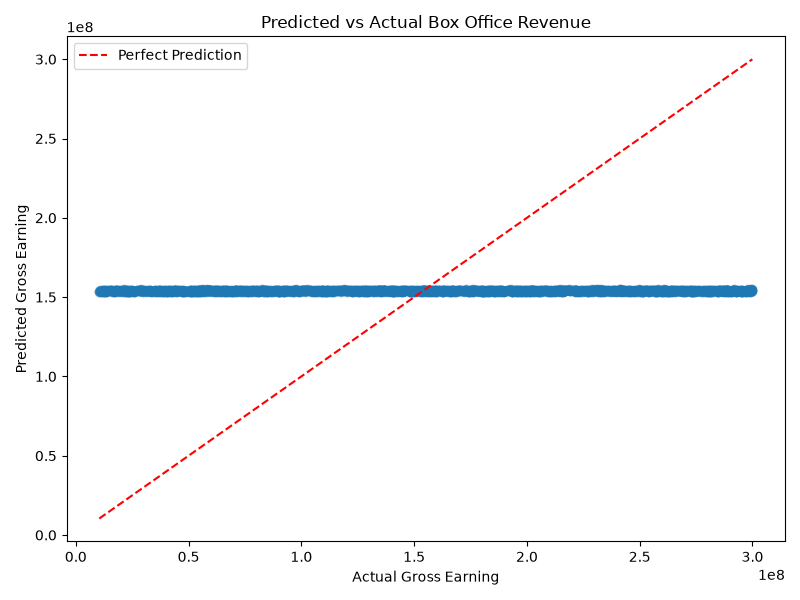 Predicted vs Actual Box Office Revenue
1e8
Perfect Prediction
3.0
2.5
2.0
1.5
1.0
0.5
0.0
Predicted Gross Earning
0.0 0.5 1.0 1.5 2.0 2.5 3.0
1e8
Actual Gross Earning